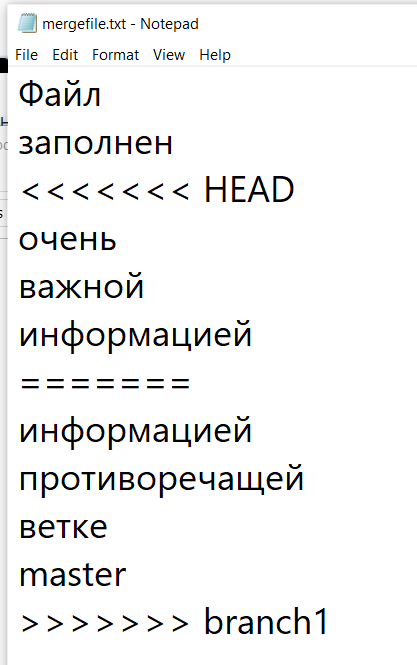 mergefile.txt - Notepad
File Edit Format View Help
Файл
заполнен
<<<<<<< HEAD
очень
важной
информацией
=======
информацией
противоречащей
ветке
master
>>>>>>> branch1